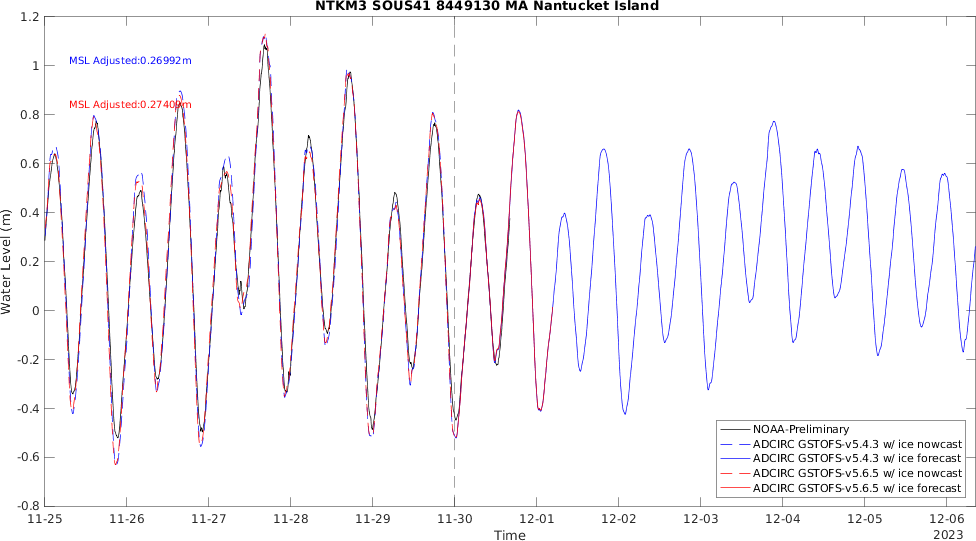 NTKM3 SOUS41 8449130 MA Nantucket Island
1.2
1
0.8
0.6
0.4
0.2
0
-0.2
-0.4
-0.6
-0.8
Water Level (m)
MSL Adjusted:0.26992m
MSL Adjusted:0.2740
NOAA-Preliminary
ADCIRC GSTOFS-v5.4.3 w/ ice nowcast
ADCIRC GSTOFS-v5.4.3 w/ ice forecast
ADCIRC GSTOFS-v5.6.5 w/ ice nowcast
ADCIRC GSTOFS-v5.6.5 w/ ice forecast
11-25 11-26 11-27 11-28 11-29 11-30 12-01 12-02 12-03 12-04 12-05 12-06
Time
2023